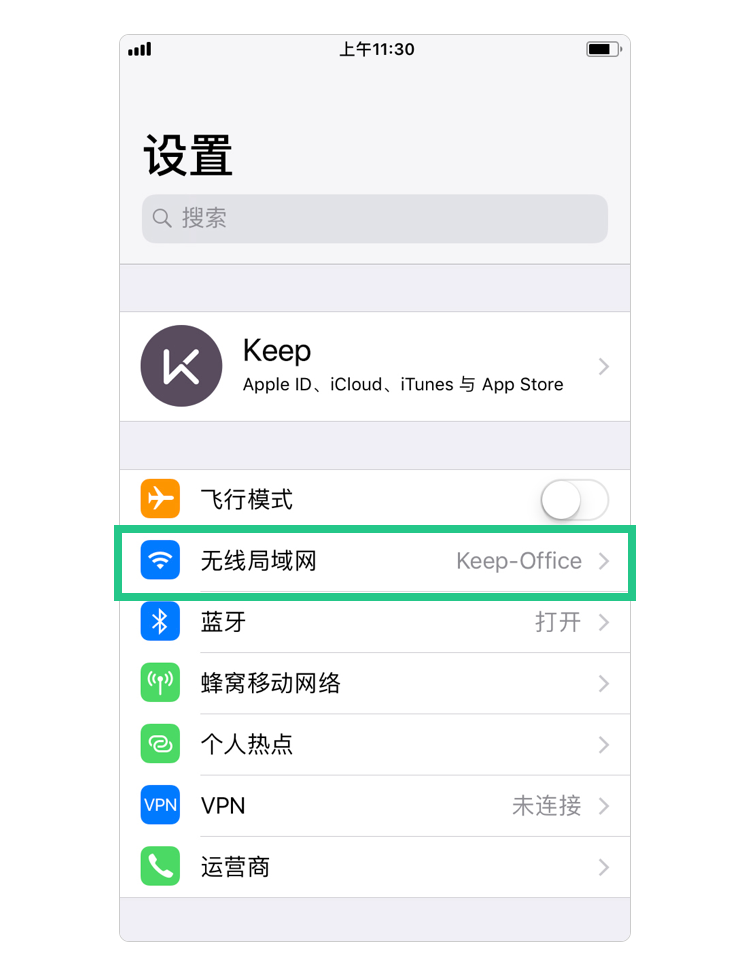 上午11:30
设置
搜索
Keep
Apple ID、iCloud、iTunes 与 App Store
飞行模式
无线局域网 Keep-Office
蓝牙 打开
蜂窝移动网络
个人热点
VPN VPN 未连接
运营商